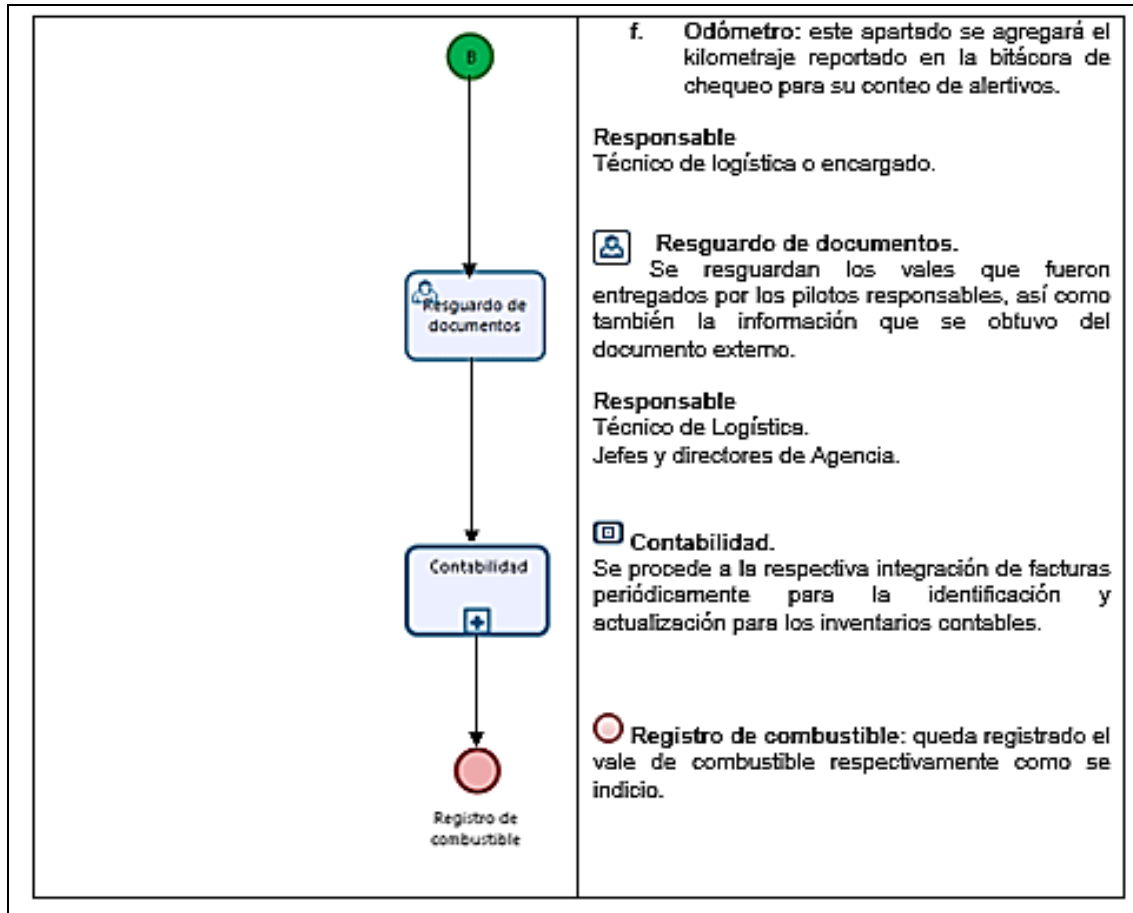 B
Resguardo de
documentos
Contabilidad
Registro de
combustible
f. Odómetro: este apartado se agregará el
kilometraje reportado en la bitácora de
chequeo para su conteo de alertivos.
Responsable
Técnico de logística o encargado.
Resguardo de documentos.
Se resguardan los vales que fueron
entregados por los pilotos responsables, así como
también la información que se obtuvo del
documento externo.
Responsable
Técnico de Logística.
Jefes y directores de Agencia.
Contabilidad.
Se procede a la respectiva integración de facturas
periódicamente para la identificación y
actualización para los inventarios contables.
Registro de combustible: queda registrado el
vale de combustible respectivamente como se
indicio.